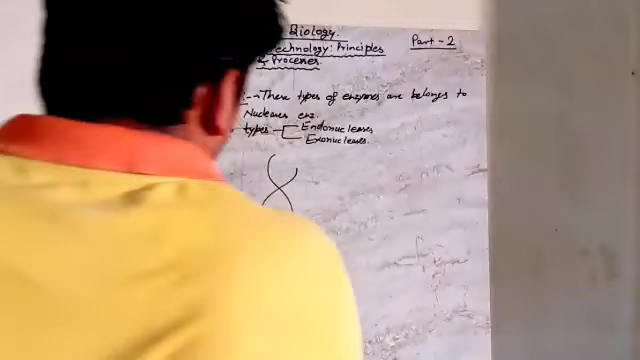 Biology.
Technology: Principles
& Processes.
Part-2
:- → These types of enzymes are belongs to
Nucleases enz.
types Endonucleases
Exonucleases.